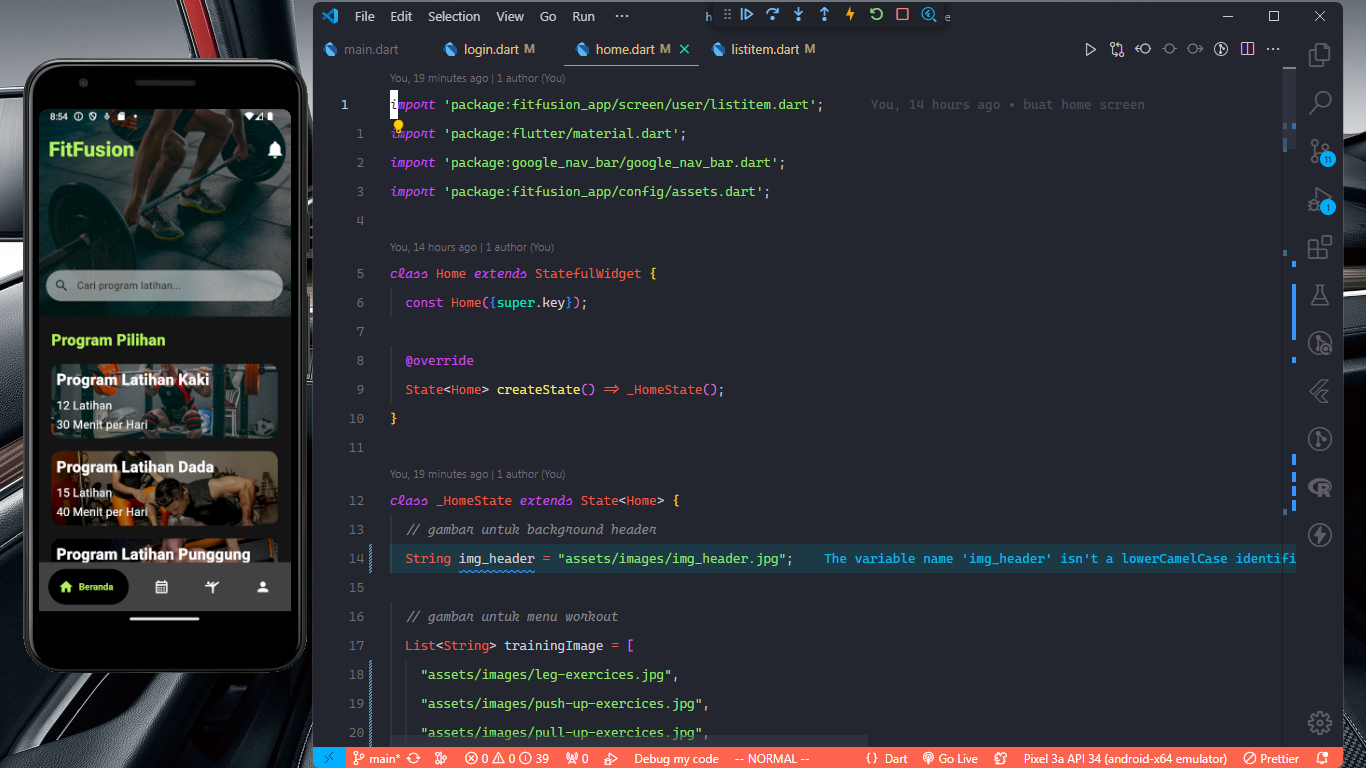 8:54
FitFusion
Cari program latihan...
Program Pilihan
Program Latihan Kaki
12 Latihan
30 Menit per Hari
Program Latihan Dada
15 Latihan
40 Menit per Hari
Program Latihan Punggung
Beranda
File Edit Selection View Go Run ···
main.dart
login.dart M
home.dart M
listitem.dart M
You, 19 minutes ago | 1 author (You)
1 import 'package:fitfusion_app/screen/user/listitem.dart'; You, 14 hours ago • buat home screen
1 import 'package:flutter/material.dart';
2 import 'package:google_nav_bar/google_nav_bar.dart';
3 import 'package:fitfusion_app/config/assets.dart';
4
You, 14 hours ago | 1 author (You)
5 class Home extends StatefulWidget {
6 const Home({super.key});
7
8 @override
9 State<Home> createState() => _HomeState();
10 }
11
You, 19 minutes ago | 1 author (You)
12 class _HomeState extends State<Home> {
13 // gambar untuk background header
14 String img_header = "assets/images/img_header.jpg"; The variable name 'img_header' isn't a lowerCamelCase identifi
15
16 // gambar untuk menu workout
17 List<String> trainingImage = [
18 "assets/images/leg-exercices.jpg",
19 "assets/images/push-up-exercices.jpg",
20 "assets/images/pull-up-exercices.jpg",
11
1
main* 0 0 39 0 Debug my code -- NORMAL -- {} Dart Go Live Pixel 3a API 34 (android-x64 emulator) Prettier